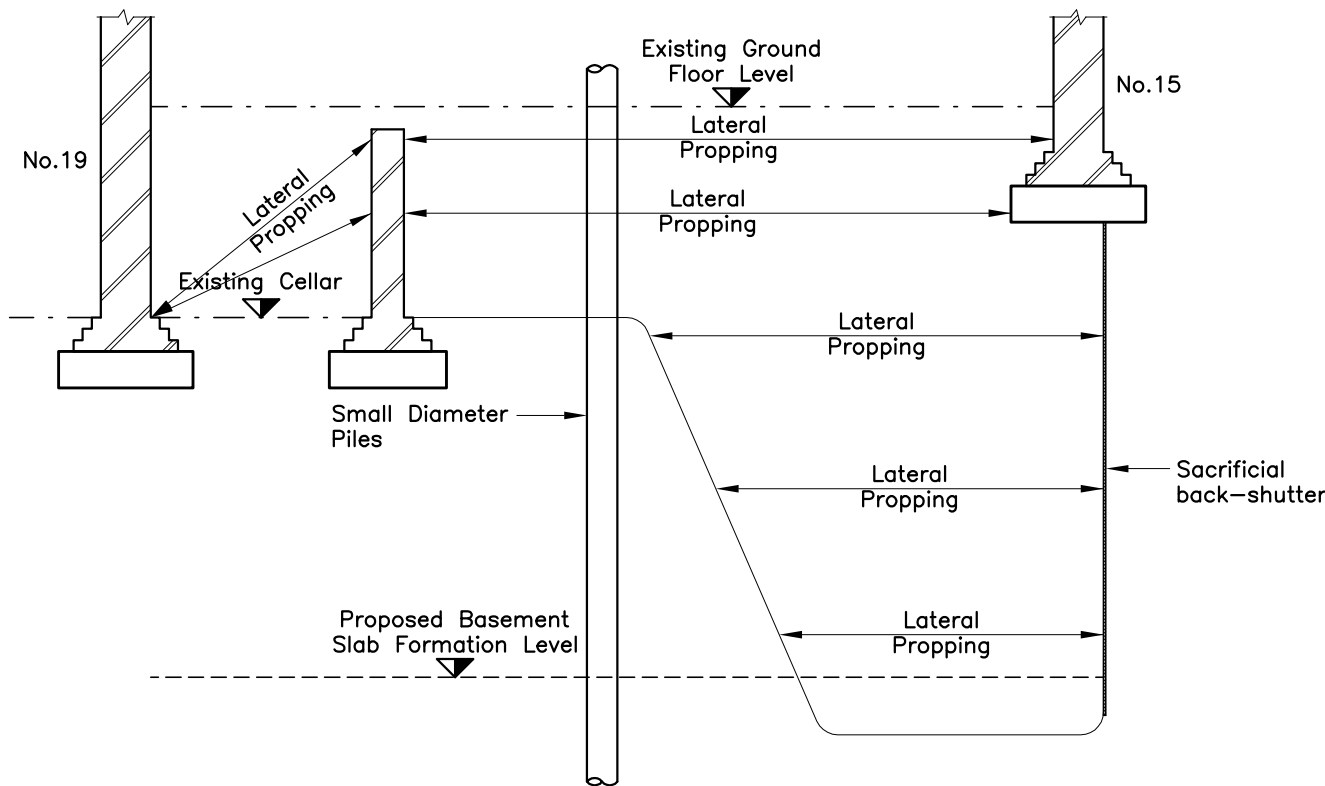 Existing Ground
Floor Level
No.15
Lateral
Propping
No.19
Lateral
Propping
Lateral
Propping
Existing Cellar
Lateral
Propping
Small Diameter
Piles
Lateral
Propping
Sacrificial
back-shutter
Proposed Basement
Slab Formation Level
Lateral
Propping